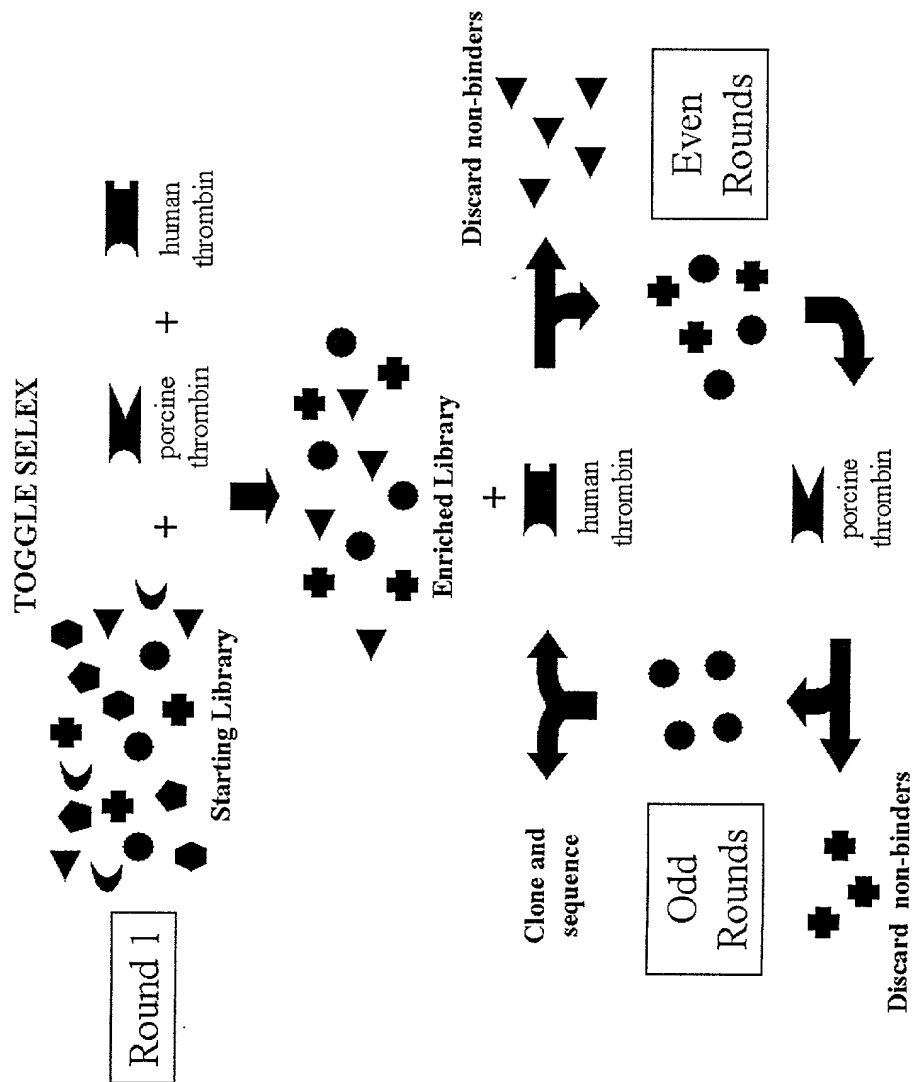 TOGGLE SELEX
Round 1
Starting Library
+
porcine
thrombin
+
human
thrombin
Enriched Library
+
human
thrombin
Discard non-binders
Even
Rounds
porcine
thrombin
Discard non-binders
Odd
Rounds
Clone and
sequence